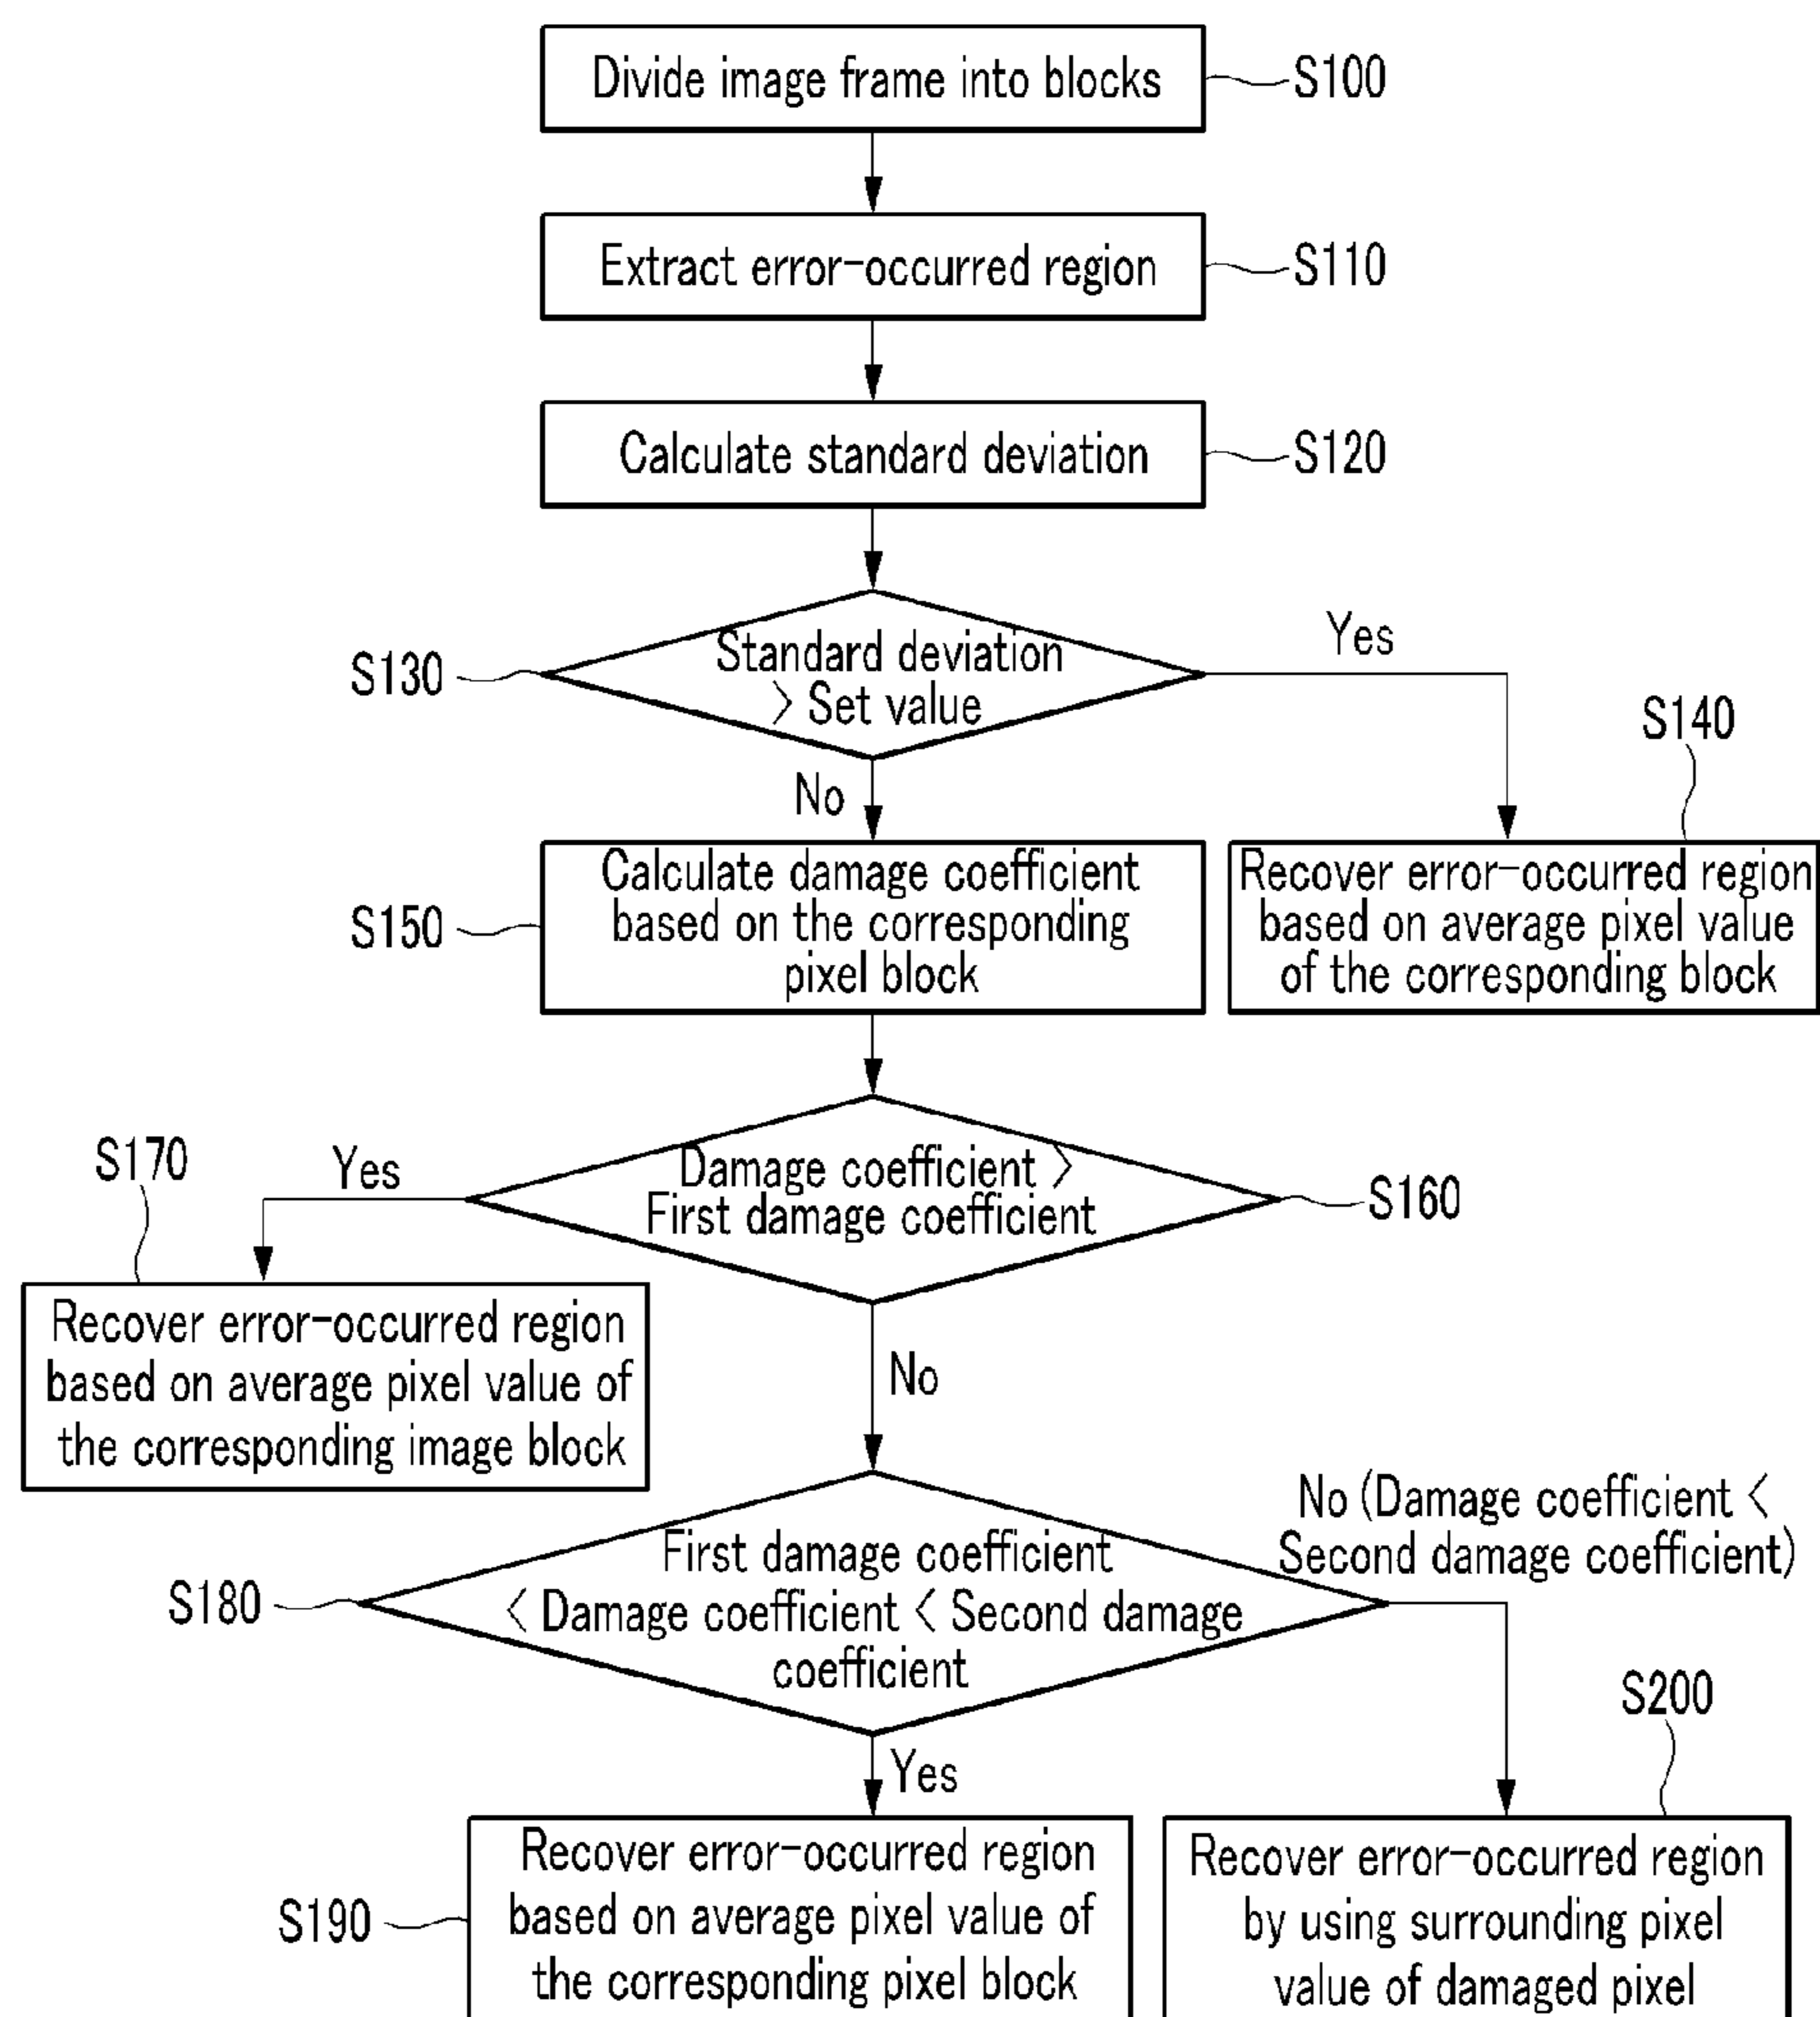 Divide image frame into blocks
S100
Extract error-occurred region
S110
Calculate standard deviation
S120
S130
Standard deviation
> Set value
Yes
No
S140
S150
Calculate damage coefficient
based on the corresponding
pixel block
Recover error-occurred region
based on average pixel value
of the corresponding block
S170
Yes
Damage coefficient >
First damage coefficient
S160
Recover error-occurred region
based on average pixel value of
the corresponding image block
No
S180
First damage coefficient
< Damage coefficient < Second damage
coefficient
No (Damage coefficient <
Second damage coefficient)
Yes
S200
S190
Recover error-occurred region
based on average pixel value of
the corresponding pixel block
Recover error-occurred region
by using surrounding pixel
value of damaged pixel